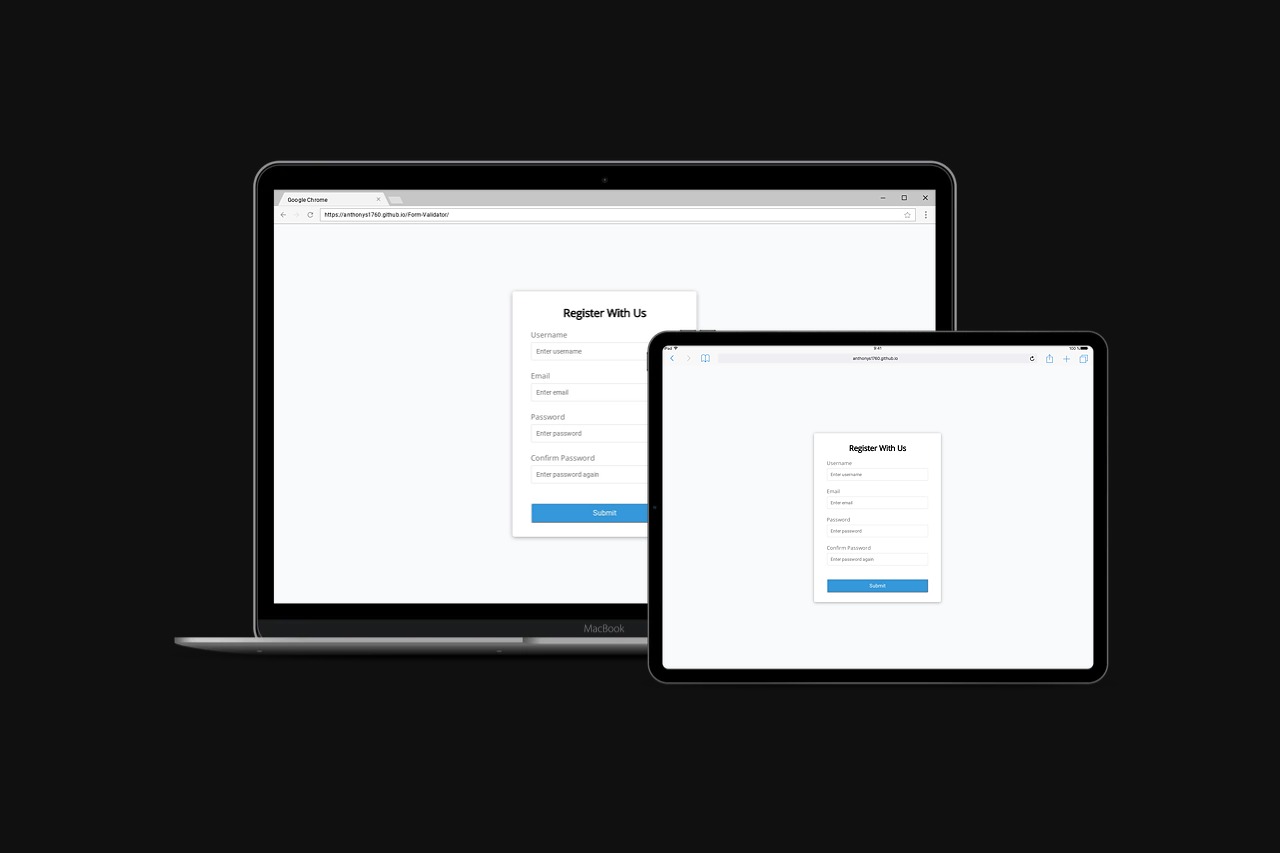 Google Chrome
https://anthonys1760.github.io/Form-Validator/
Register With Us
Username
Enter username
Email
Enter email
Password
Enter password
Confirm Password
Enter password again
Submit
MacBook
iPad
9:41
100 %
anthonys1760.github.io
Register With Us
Username
Enter username
Email
Enter email
Password
Enter password
Confirm Password
Enter password again
Submit